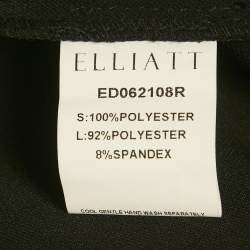 ELLIATT
ED062108R
S:100%POLYESTER
L:92%POLYESTER
8%SPANDEX
COOL GENTLE HAND WASH SEPARATELY